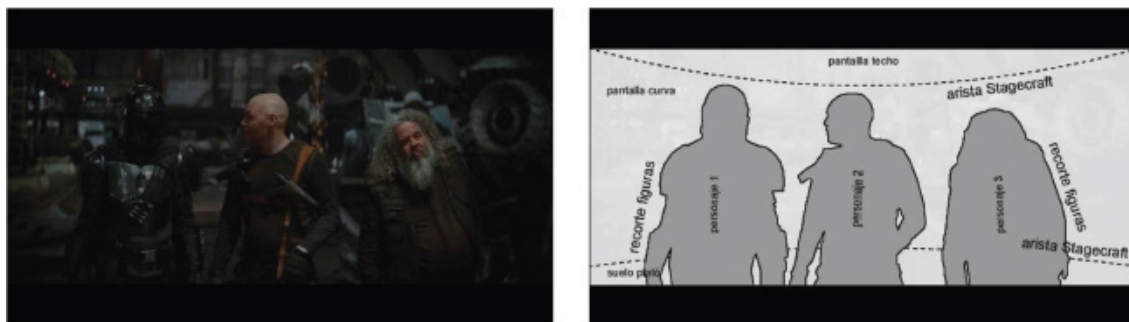 pantalla techo
pantalla curva
arista Stagecraft
recorte figuras
personaje 1
personaje 2
personaje 3
recorte figuras
arista Stagecraft
suelo plató